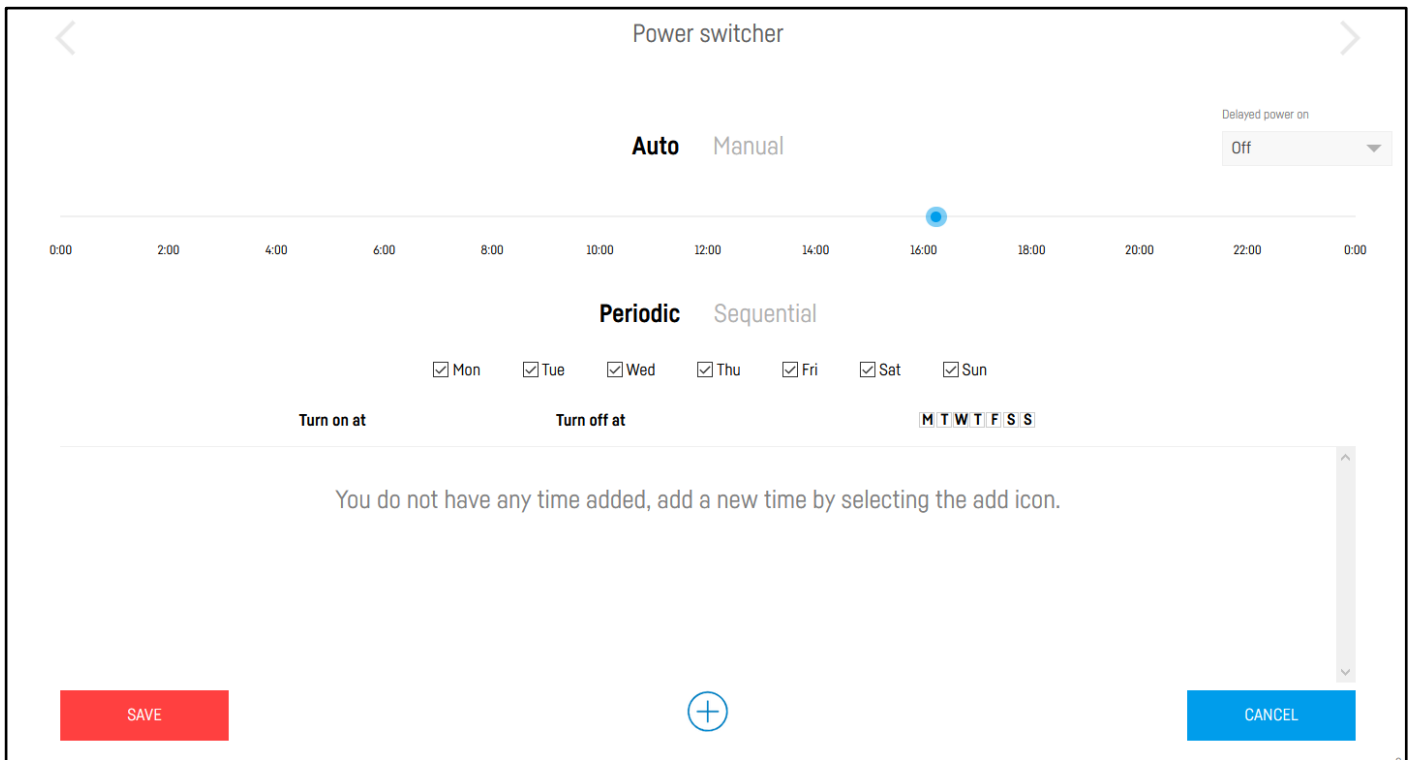 Power switcher
Delayed power on
Auto Manual
Off
0:00 2:00 4:00 6:00 8:00 10:00 12:00 14:00 16:00 18:00 20:00 22:00 0:00
Periodic Sequential
Mon Tue Wed Thu Fri Sat Sun
Turn on at Turn off at M T W T F S S
You do not have any time added, add a new time by selecting the add icon.
SAVE CANCEL